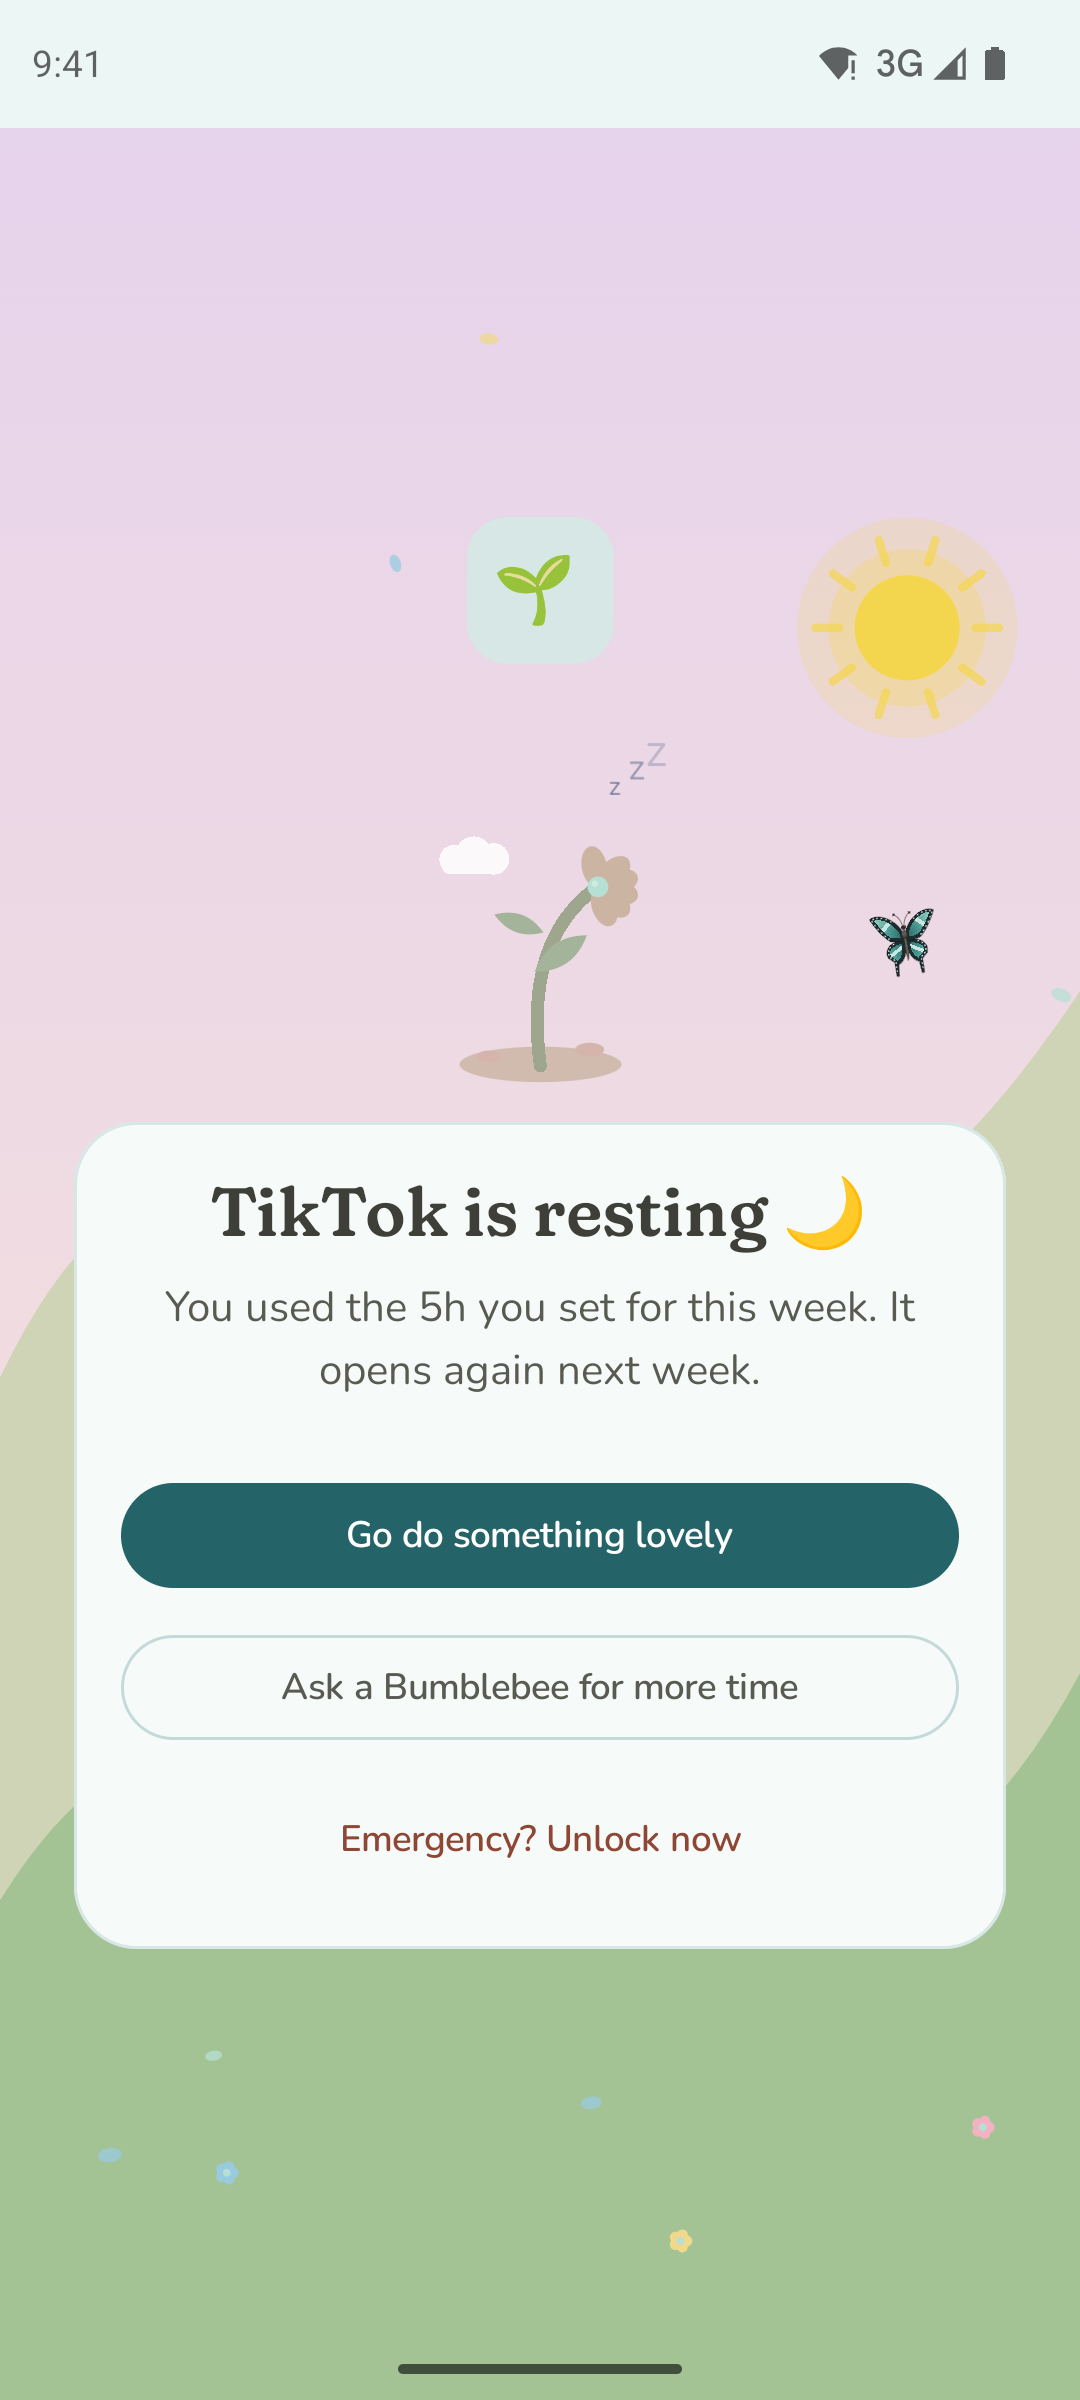 9:41
3G
z z Z
TikTok is resting 🌙
You used the 5h you set for this week. It
opens again next week.
Go do something lovely
Ask a Bumblebee for more time
Emergency? Unlock now